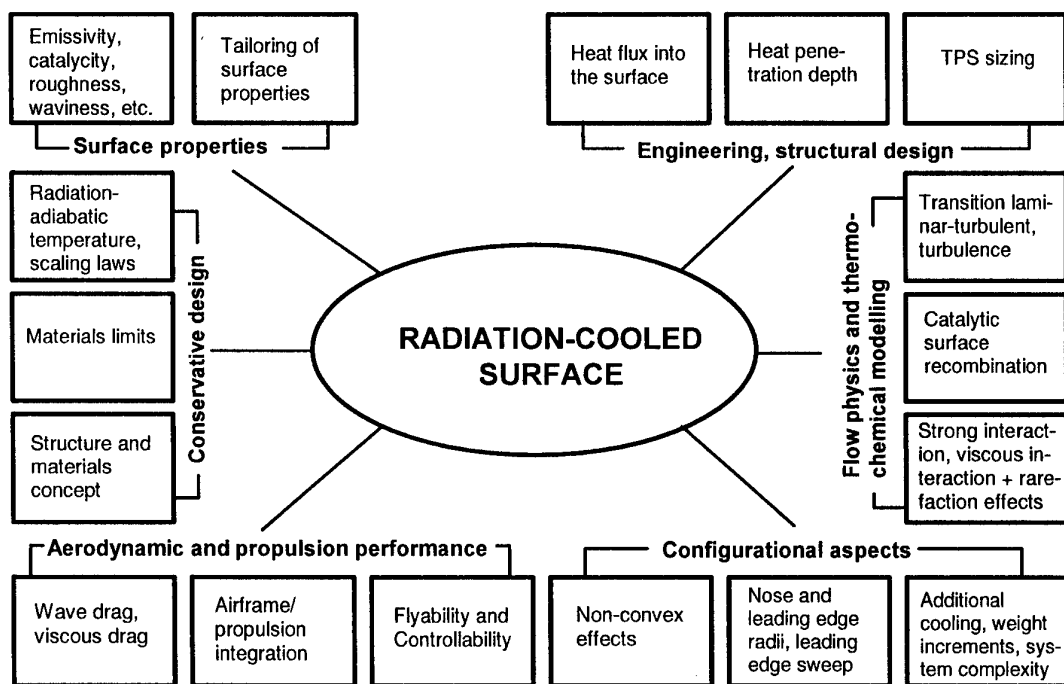 Emissivity,
catalycity,
roughness,
waviness, etc.
Tailoring of
surface
properties
Surface properties
Heat flux into
the surface
Heat pene-
tration depth
TPS sizing
Engineering, structural design
Radiation-
adiabatic
temperature,
scaling laws
Materials limits
Structure and
materials
concept
Conservative design
RADIATION-COOLED
SURFACE
Flow physics and thermo-
chemical modelling
Transition lami-
nar-turbulent,
turbulence
Catalytic
surface
recombination
Strong interact-
ion, viscous in-
teraction + rare-
faction effects
Aerodynamic and propulsion performance
Wave drag,
viscous drag
Airframe/
propulsion
integration
Flyability and
Controllability
Configurational aspects
Non-convex
effects
Nose and
leading edge
radii, leading
edge sweep
Additional
cooling, weight
increments, sys-
tem complexity